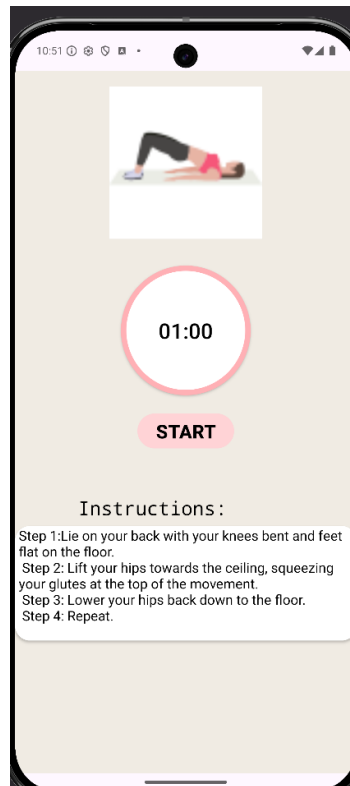 10:51
01:00
START
Instructions:
Step 1:Lie on your back with your knees bent and feet
flat on the floor.
Step 2: Lift your hips towards the ceiling, squeezing
your glutes at the top of the movement.
Step 3: Lower your hips back down to the floor.
Step 4: Repeat.